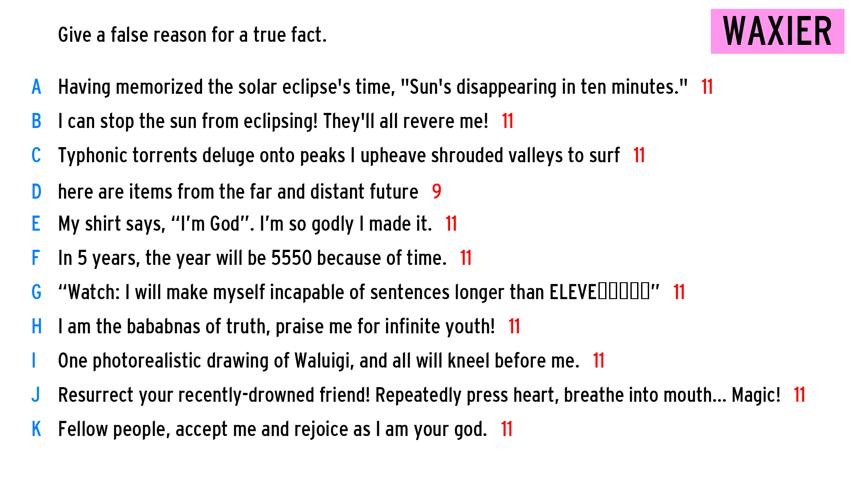 Give a false reason for a true fact.
WAXIER
A Having memorized the solar eclipse's time, "Sun's disappearing in ten minutes." 11
B I can stop the sun from eclipsing! They'll all revere me! 11
C Typhonic torrents deluge onto peaks I upheave shrouded valleys to surf 11
D here are items from the far and distant future 9
E My shirt says, “I’m God”. I’m so godly I made it. 11
F In 5 years, the year will be 5550 because of time. 11
G “Watch: I will make myself incapable of sentences longer than ELEVE▯▯▯▯▯” 11
H I am the bababnas of truth, praise me for infinite youth! 11
I One photorealistic drawing of Waluigi, and all will kneel before me. 11
J Resurrect your recently-drowned friend! Repeatedly press heart, breathe into mouth... Magic! 11
K Fellow people, accept me and rejoice as I am your god. 11